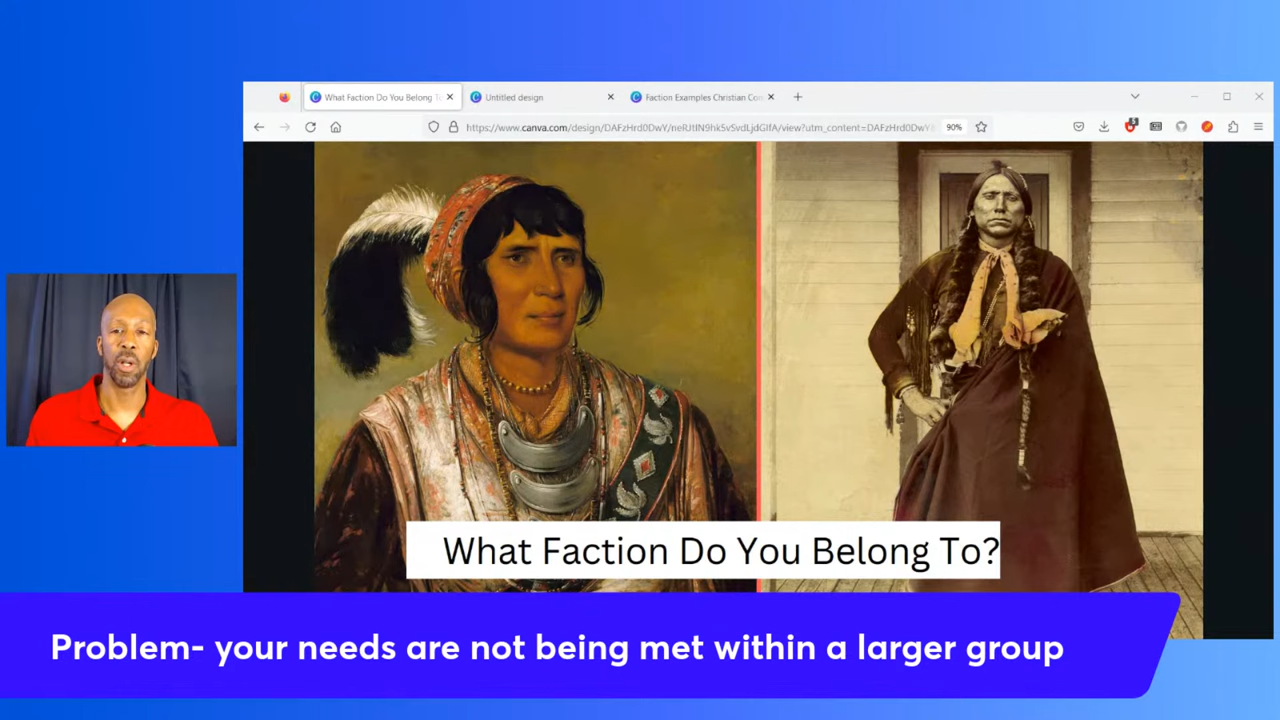 What Faction Do You Belong To
Untitled design
Faction Examples Christian Con
90%
What Faction Do You Belong To?
Problem- your needs are not being met within a larger group